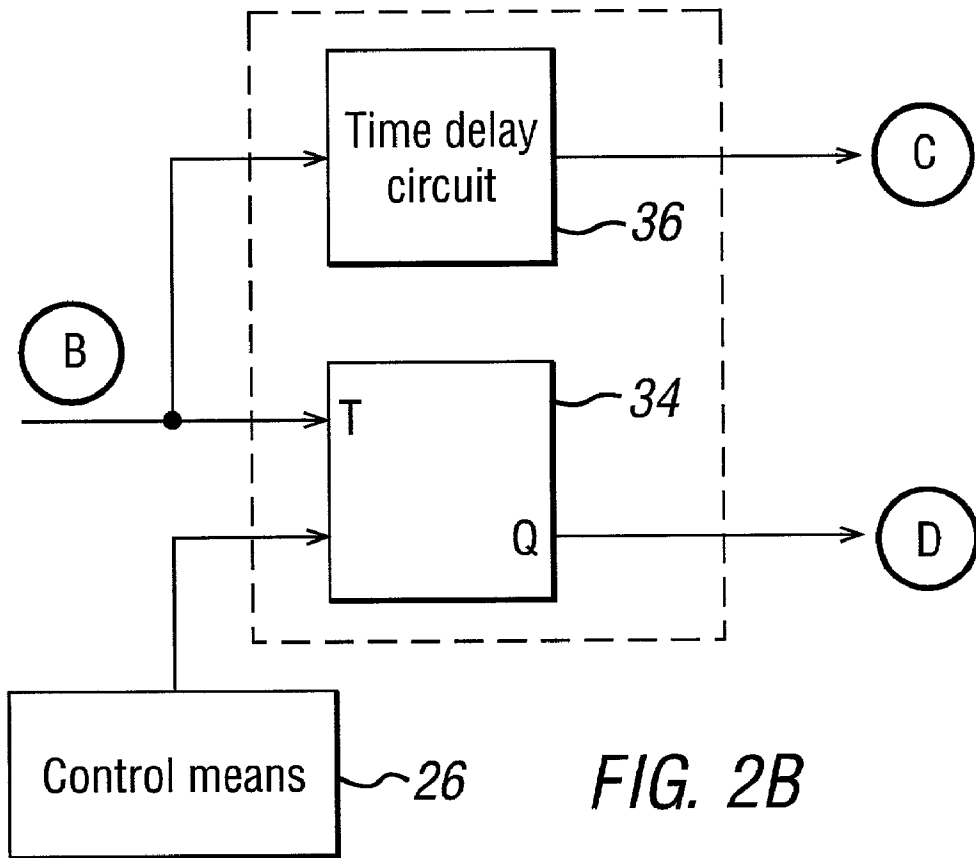 Time delay
circuit
36
C
B
T
34
Q
D
Control means
26
FIG. 2B